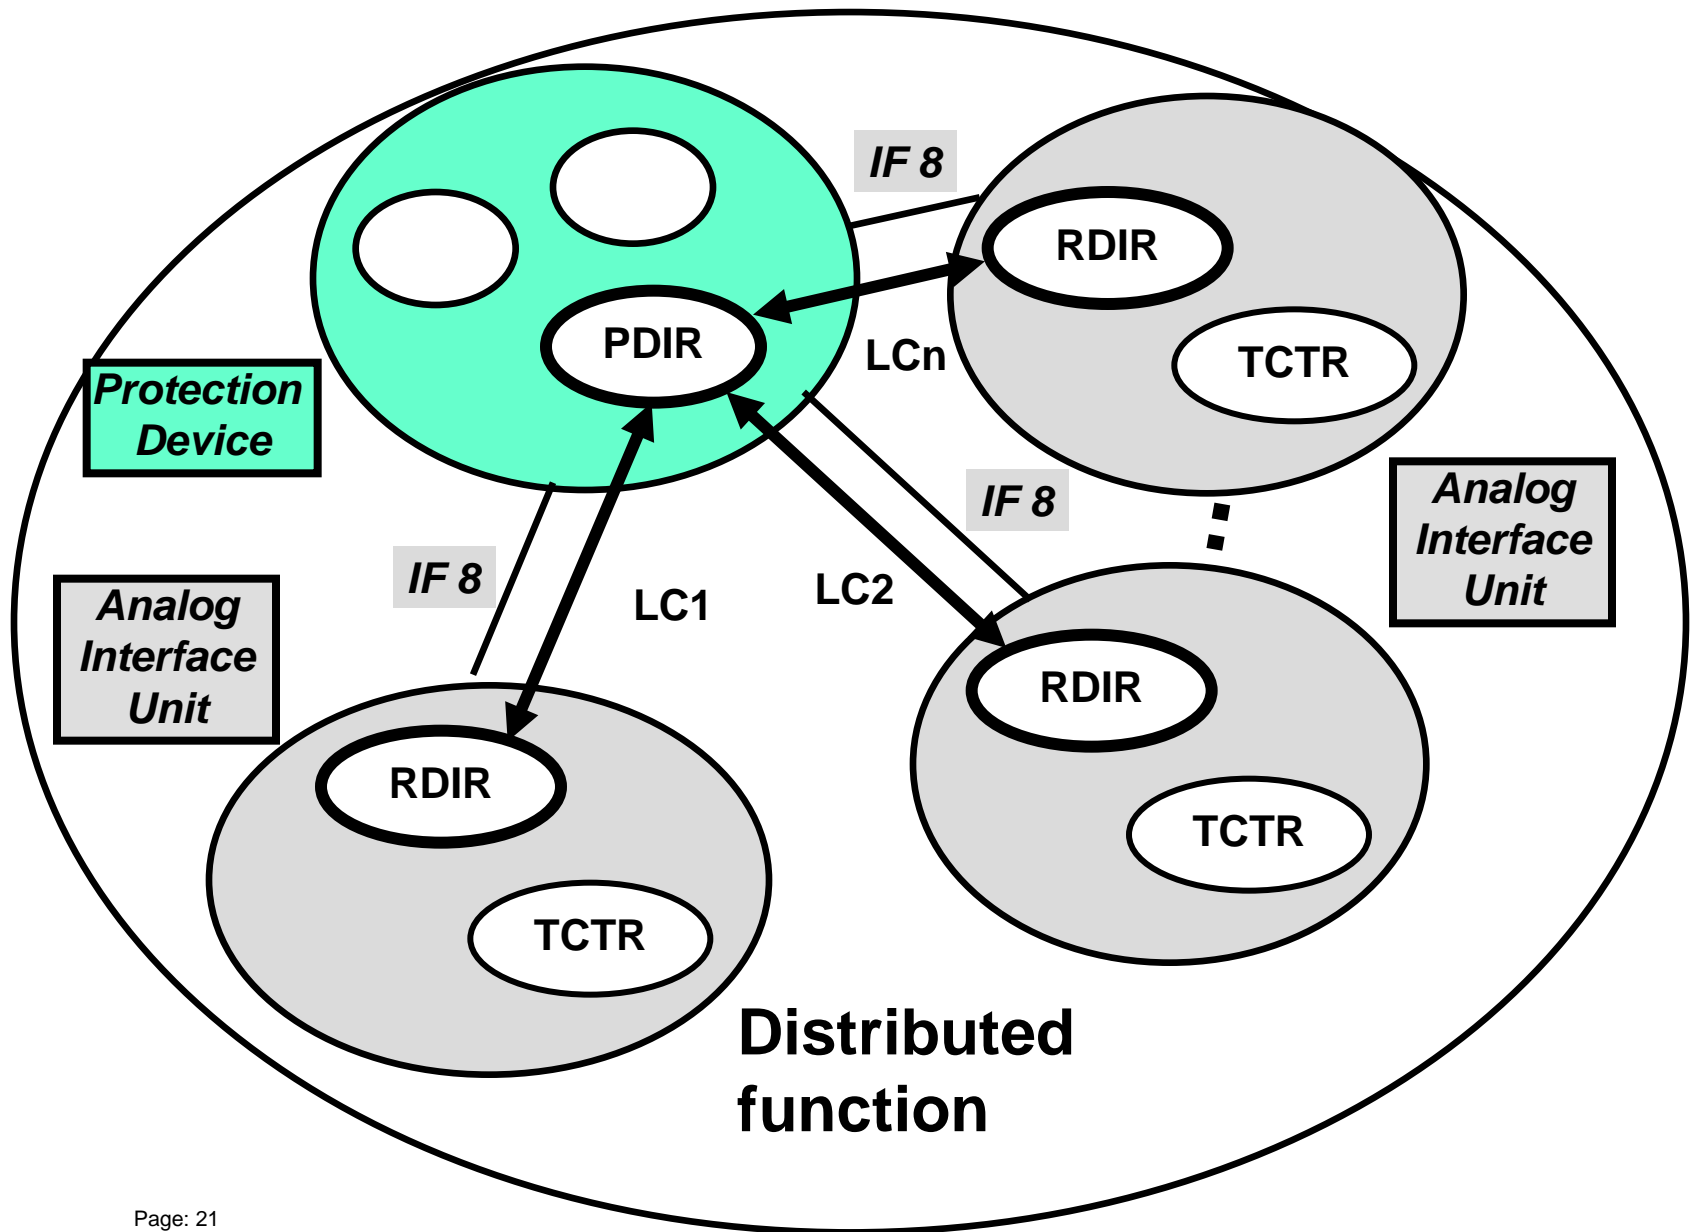 IF 8
RDIR
PDIR
LCn
TCTR
Protection
Device
IF 8
Analog
Interface
Unit
IF 8
LC1
LC2
Analog
Interface
Unit
RDIR
RDIR
TCTR
TCTR
Distributed
function
Page: 21